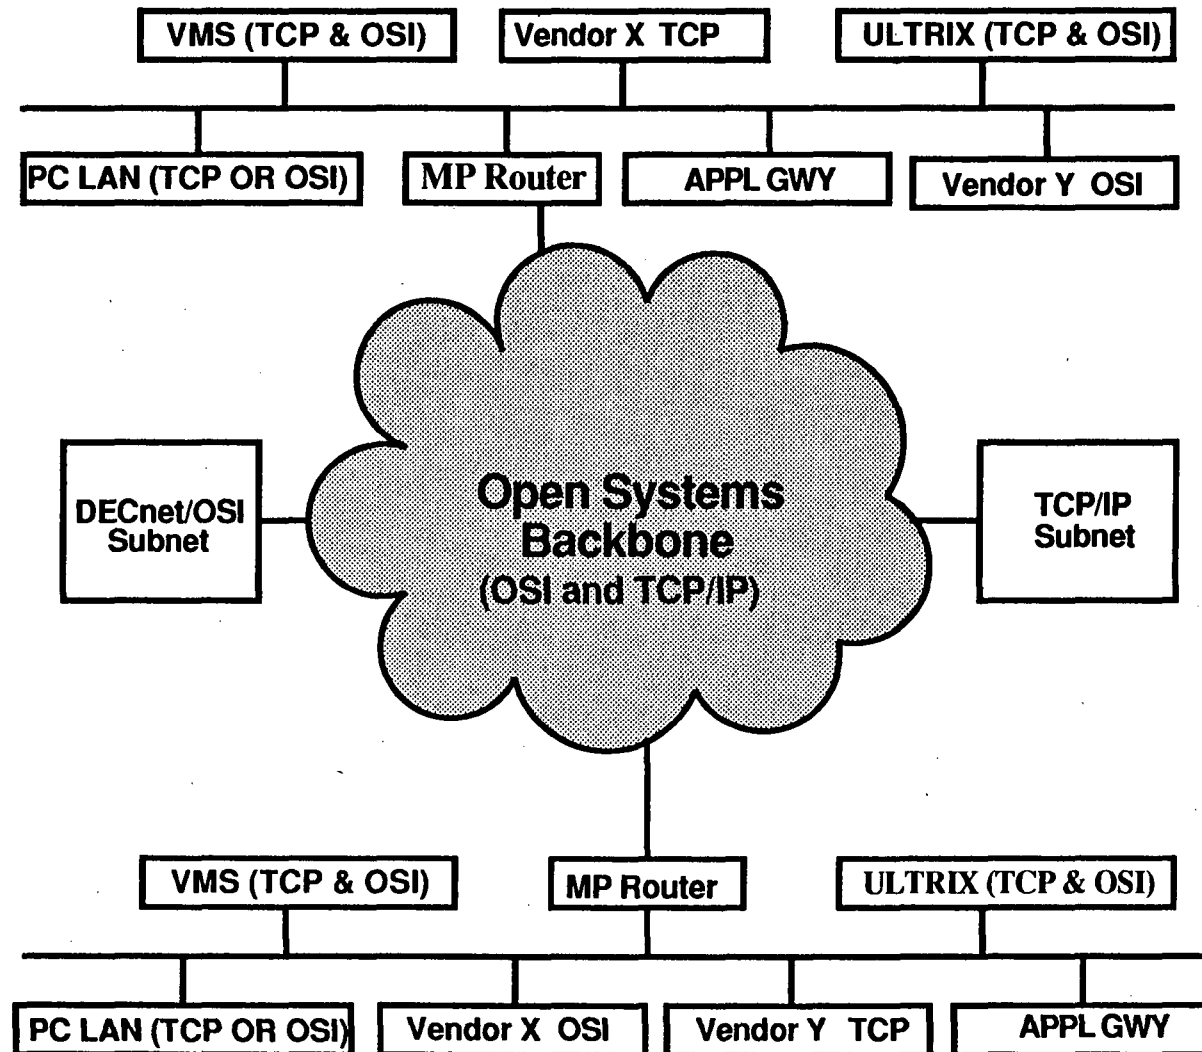 VMS (TCP & OSI)
Vendor X TCP
ULTRIX (TCP & OSI)
PC LAN (TCP OR OSI)
MP Router
APPL GWY
Vendor Y OSI
Open Systems
Backbone
(OSI and TCP/IP)
DECnet/OSI
Subnet
TCP/IP
Subnet
VMS (TCP & OSI)
MP Router
ULTRIX (TCP & OSI)
PC LAN (TCP OR OSI)
Vendor X OSI
Vendor Y TCP
APPL GWY